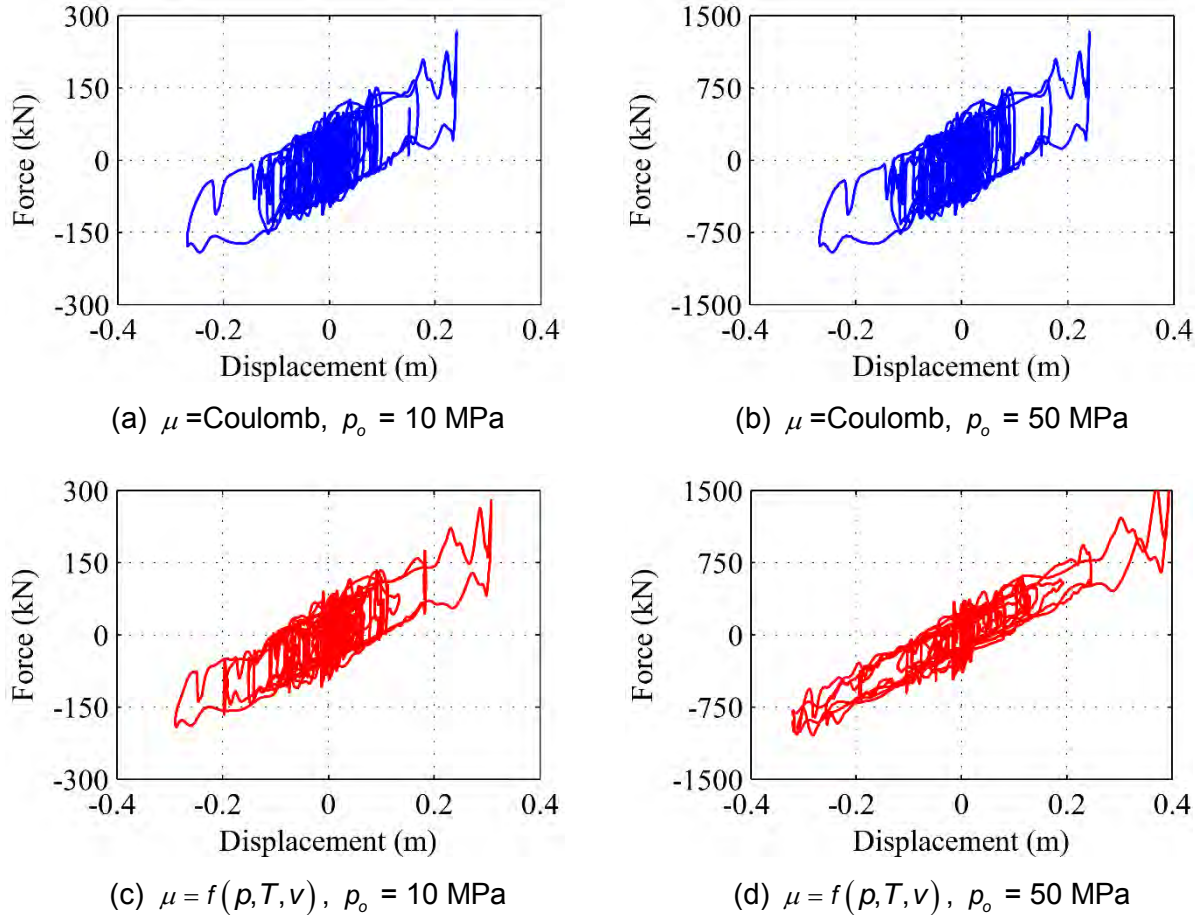 300
150
0
-150
-300
Force (kN)
-0.4 -0.2 0 0.2 0.4
Displacement (m)
(a) μ =Coulomb, pₒ = 10 MPa
1500
750
0
-750
-1500
Force (kN)
-0.4 -0.2 0 0.2 0.4
Displacement (m)
(b) μ =Coulomb, pₒ = 50 MPa
300
150
0
-150
-300
Force (kN)
-0.4 -0.2 0 0.2 0.4
Displacement (m)
(c) μ = f(p,T,v), pₒ = 10 MPa
1500
750
0
-750
-1500
Force (kN)
-0.4 -0.2 0 0.2 0.4
Displacement (m)
(d) μ = f(p,T,v), pₒ = 50 MPa